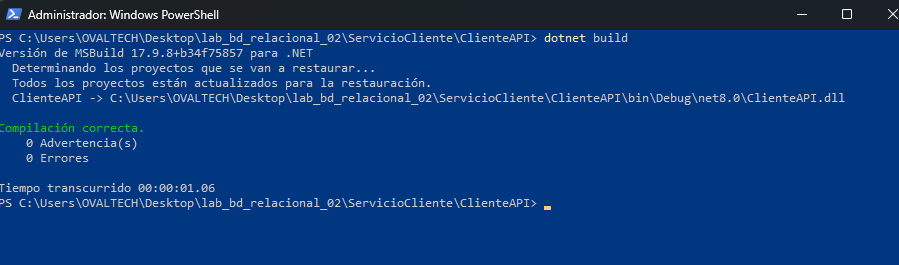 Administrador: Windows PowerShell
PS C:\Users\OVALTECH\Desktop\lab_bd_relacional_02\ServicioCliente\ClienteAPI> dotnet build
Versión de MSBuild 17.9.8+b34f75857 para .NET
  Determinando los proyectos que se van a restaurar...
  Todos los proyectos están actualizados para la restauración.
  ClienteAPI -> C:\Users\OVALTECH\Desktop\lab_bd_relacional_02\ServicioCliente\ClienteAPI\bin\Debug\net8.0\ClienteAPI.dll
Compilación correcta.
    0 Advertencia(s)
    0 Errores
Tiempo transcurrido 00:00:01.06
PS C:\Users\OVALTECH\Desktop\lab_bd_relacional_02\ServicioCliente\ClienteAPI>